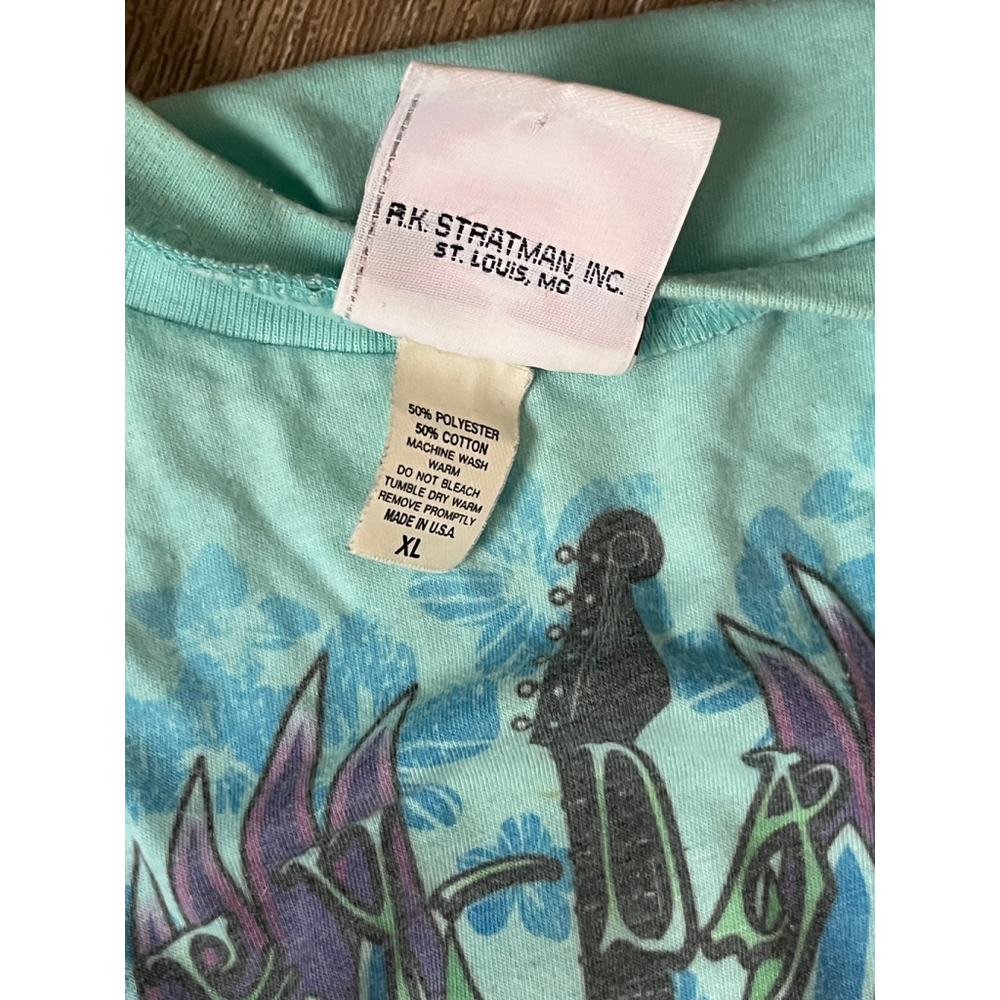 R.K. STRATMAN, INC.
ST. LOUIS, MO
50% POLYESTER
50% COTTON
MACHINE WASH
WARM
DO NOT BLEACH
TUMBLE DRY WARM
REMOVE PROMPTLY
MADE IN U.S.A.
XL